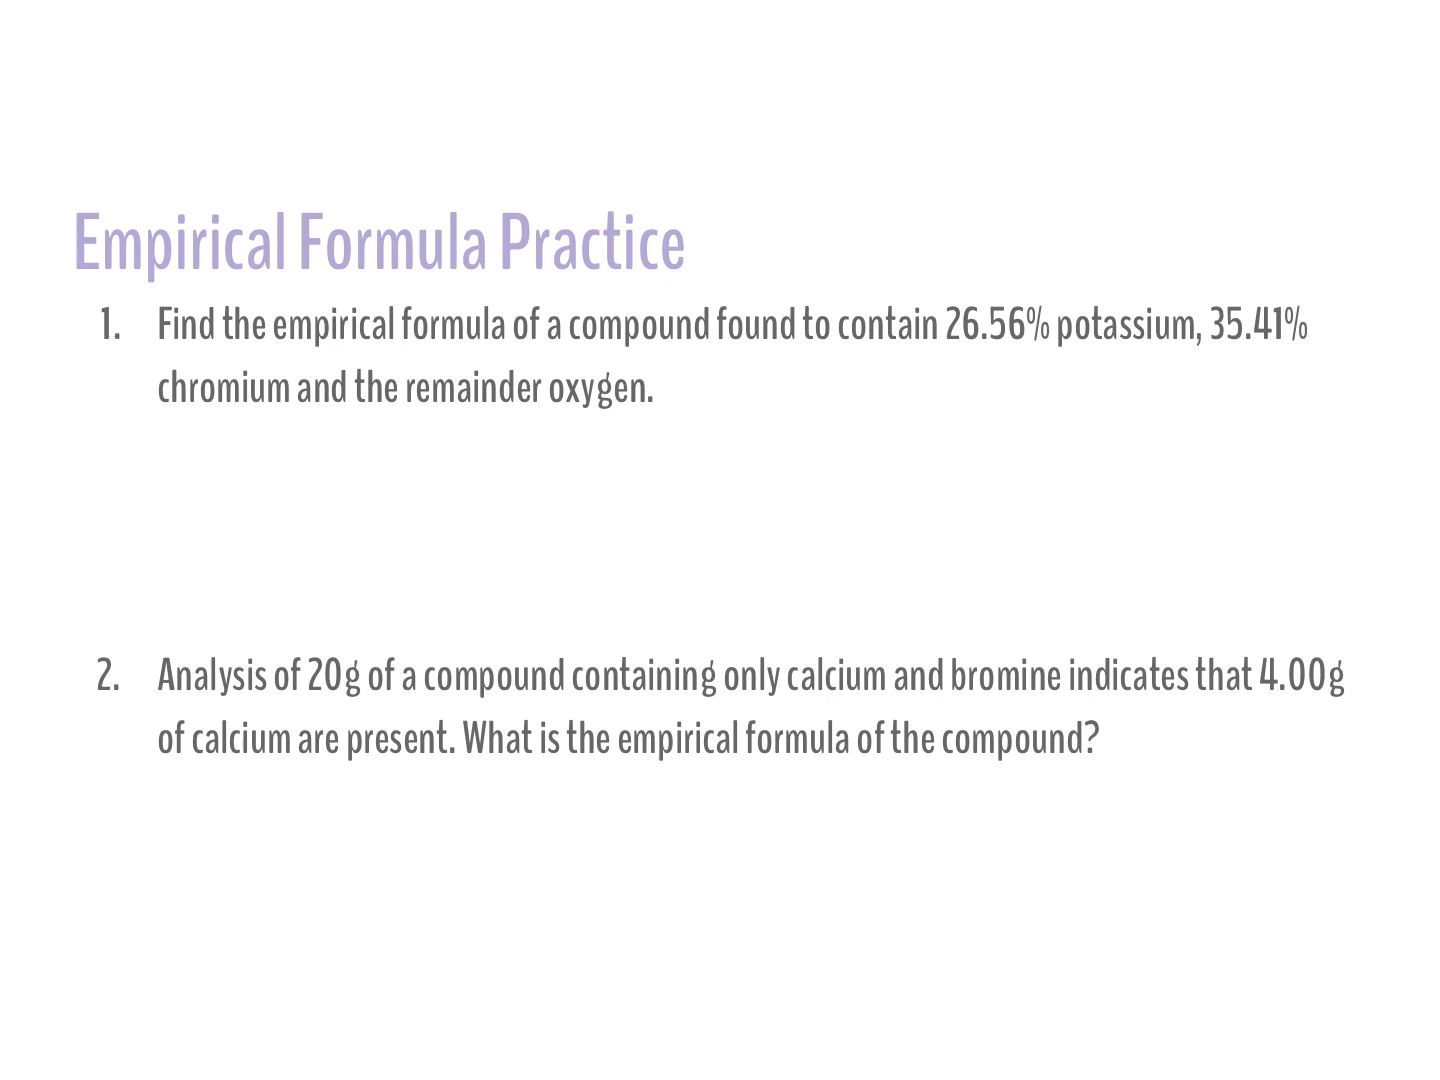 Empirical Formula Practice
1. Find the empirical formula of a compound found to contain 26.56% potassium, 35.41%
chromium and the remainder oxygen.
2. Analysis of 20g of a compound containing only calcium and bromine indicates that 4.00g
of calcium are present. What is the empirical formula of the compound?